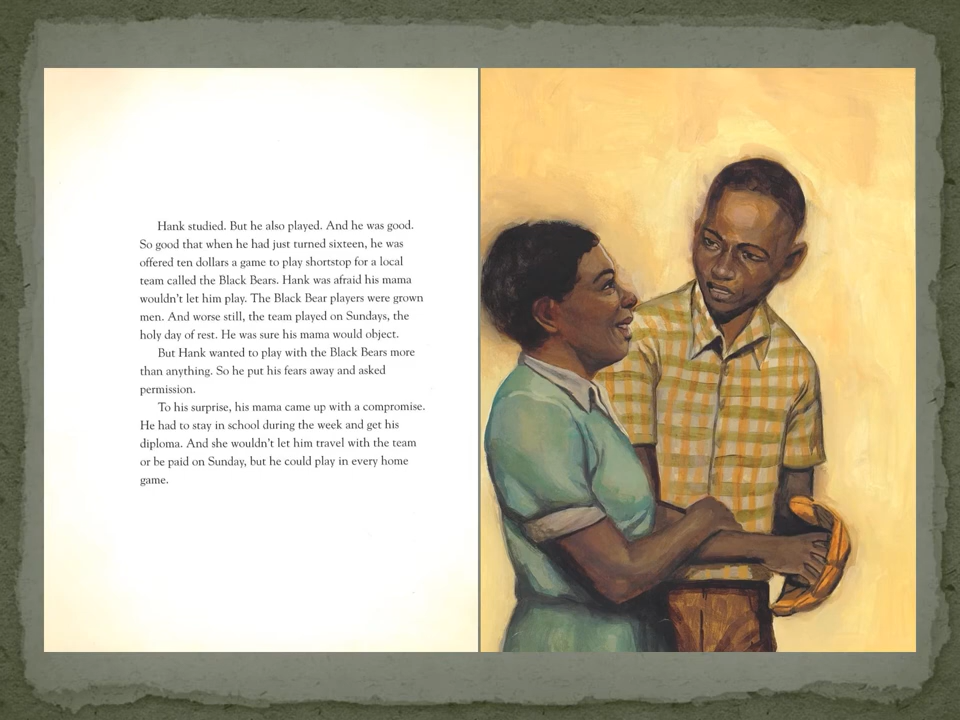 Hank studied. But he also played. And he was good.
So good that when he had just turned sixteen, he was
offered ten dollars a game to play shortstop for a local
team called the Black Bears. Hank was afraid his mama
wouldn't let him play. The Black Bear players were grown
men. And worse still, the team played on Sundays, the
holy day of rest. He was sure his mama would object.
But Hank wanted to play with the Black Bears more
than anything. So he put his fears away and asked
permission.
To his surprise, his mama came up with a compromise.
He had to stay in school during the week and get his
diploma. And she wouldn't let him travel with the team
or be paid on Sunday, but he could play in every home
game.